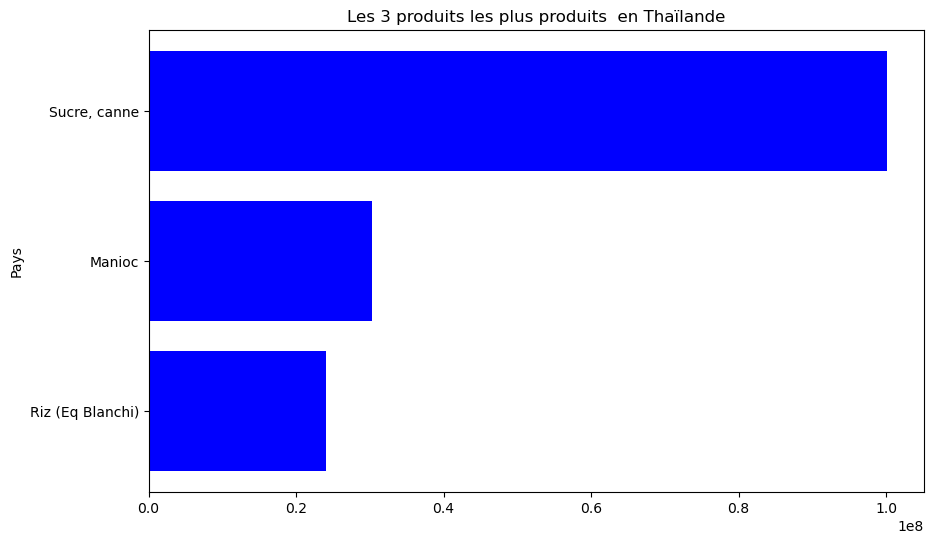 Les 3 produits les plus produits  en Thaïlande
Sucre, canne
Manioc
Riz (Eq Blanchi)
Pays
0.0 0.2 0.4 0.6 0.8 1.0
1e8